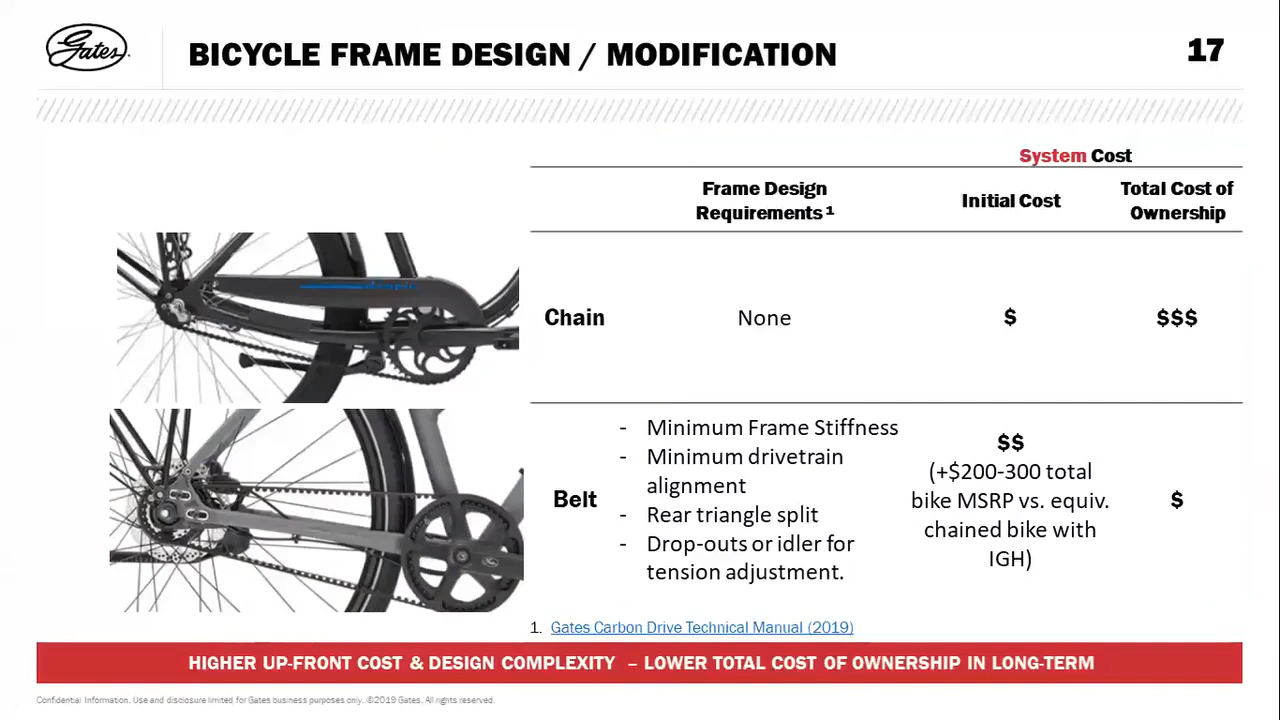 Gates
BICYCLE FRAME DESIGN / MODIFICATION
17
System Cost
Frame Design
Requirements ¹
Initial Cost
Total Cost of
Ownership
Chain
None
$
$$$
Belt
- Minimum Frame Stiffness
- Minimum drivetrain
alignment
- Rear triangle split
- Drop-outs or idler for
tension adjustment.
$$
(+$200-300 total
bike MSRP vs. equiv.
chained bike with
IGH)
$
1. Gates Carbon Drive Technical Manual (2019)
HIGHER UP-FRONT COST & DESIGN COMPLEXITY – LOWER TOTAL COST OF OWNERSHIP IN LONG-TERM
Confidential Information. Use and disclosure limited for Gates business purposes only. ©2019 Gates. All rights reserved.